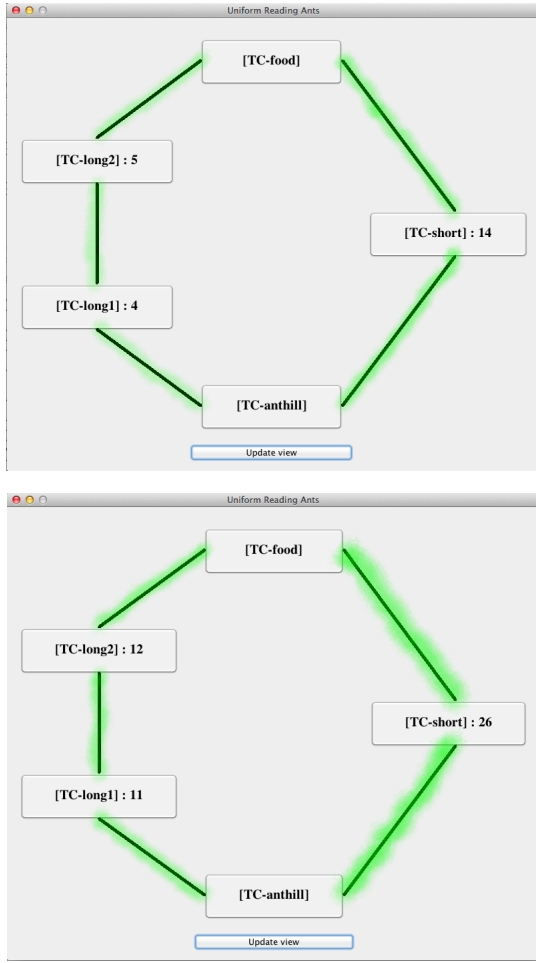 Uniform Reading Ants
[TC-food]
[TC-long2] : 5
[TC-short] : 14
[TC-long1] : 4
[TC-anthill]
Update view
Uniform Reading Ants
[TC-food]
[TC-long2] : 12
[TC-short] : 26
[TC-long1] : 11
[TC-anthill]
Update view